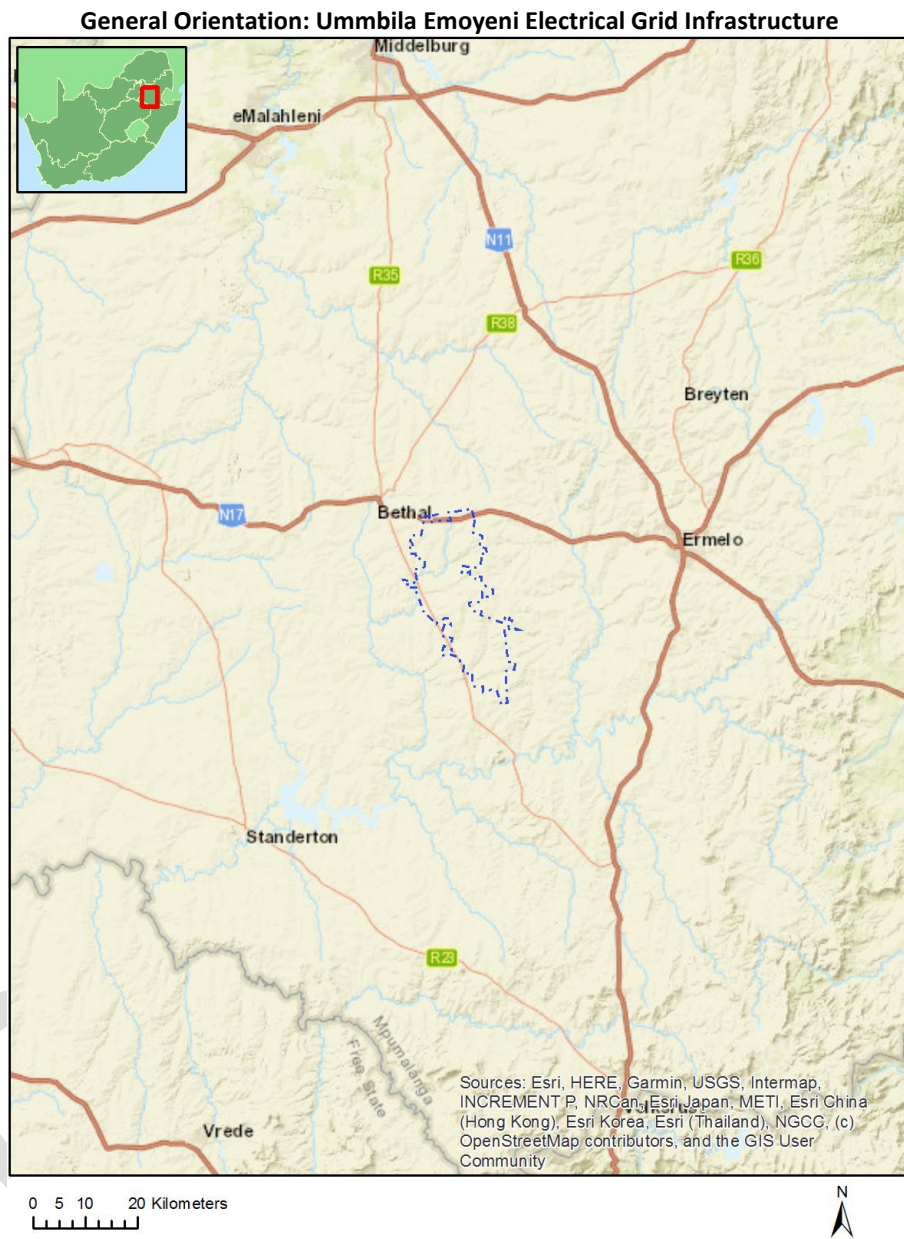 General Orientation: Ummbila Emoyeni Electrical Grid Infrastructure
Middelburg
eMalahleni
N11
R36
R35
R38
Breyten
N17
Bethal
Ermelo
Standerton
R23
Mpumalanga
Free State
Vrede
Sources: Esri, HERE, Garmin, USGS, Intermap,
INCREMENT P, NRCan, Esri Japan, METI, Esri China
(Hong Kong), Esri Korea, Esri (Thailand), NGCC, (c)
OpenStreetMap contributors, and the GIS User
Community
0 5 10 20 Kilometers
N